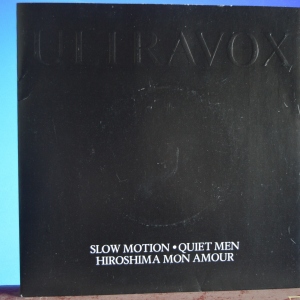 ULTRAVOX
SLOW MOTION • QUIET MEN
HIROSHIMA MON AMOUR